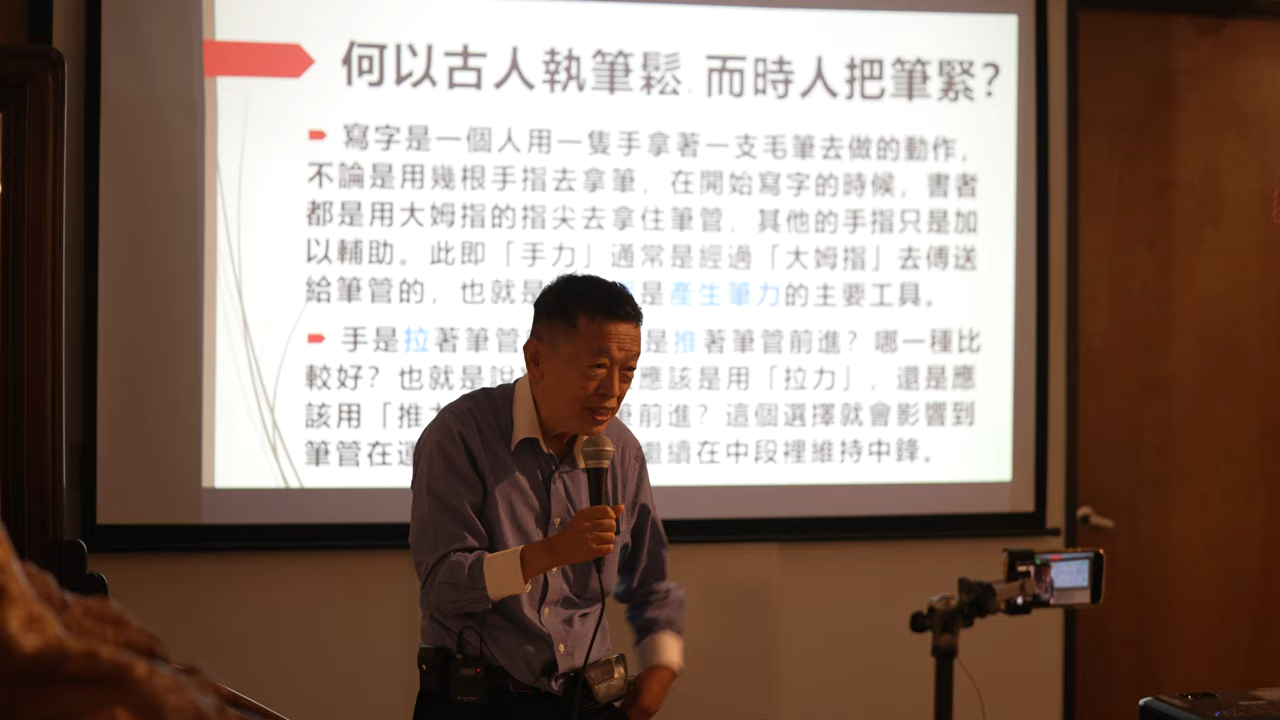 何以古人執筆鬆，而時人把筆緊？
寫字是一個人用一隻手拿著一支毛筆去做的動作，
不論是用幾根手指去拿筆，在開始寫字的時候，書者
都是用大姆指的指尖去拿住筆管，其他的手指只是加
以輔助。此即「手力」通常是經過「大姆指」去傳送
給筆管的，也就是 是產生筆力的主要工具。
手是拉著筆管 是推著筆管前進？哪一種比
較好？也就是說 應該是用「拉力」，還是應
該用「推 筆前進？這個選擇就會影響到
筆管在運 繼續在中段裡維持中鋒。